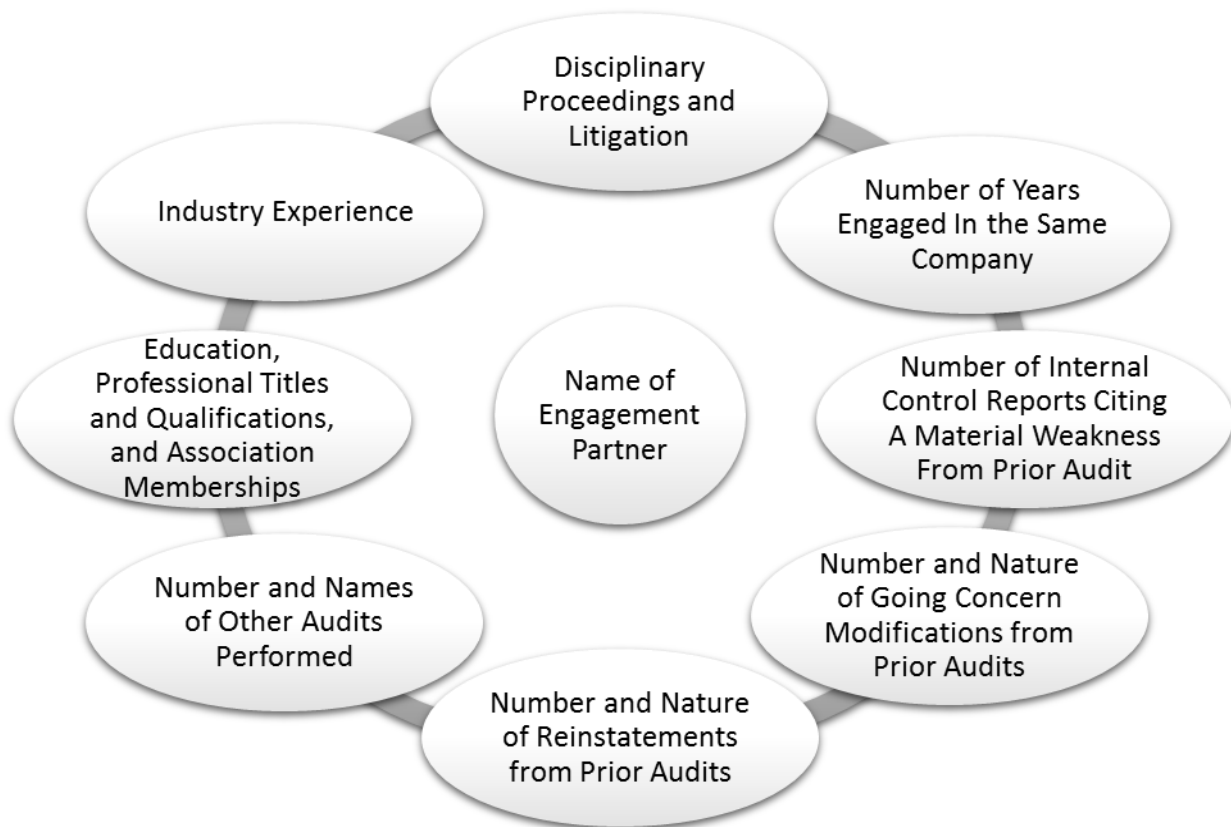 Disciplinary
Proceedings and
Litigation
Number of Years
Engaged In the Same
Company
Number of Internal
Control Reports Citing
A Material Weakness
From Prior Audit
Number and Nature
of Going Concern
Modifications from
Prior Audits
Number and Nature
of Reinstatements
from Prior Audits
Number and Names
of Other Audits
Performed
Education,
Professional Titles
and Qualifications,
and Association
Memberships
Industry Experience
Name of
Engagement
Partner